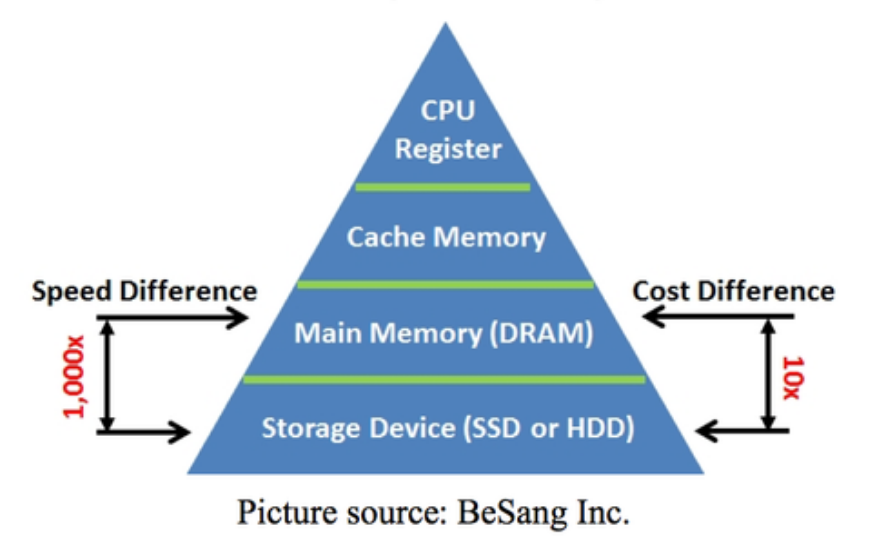 CPU
Register
Cache Memory
Speed Difference
Cost Difference
Main Memory (DRAM)
1,000x
10x
Storage Device (SSD or HDD)
Picture source: BeSang Inc.